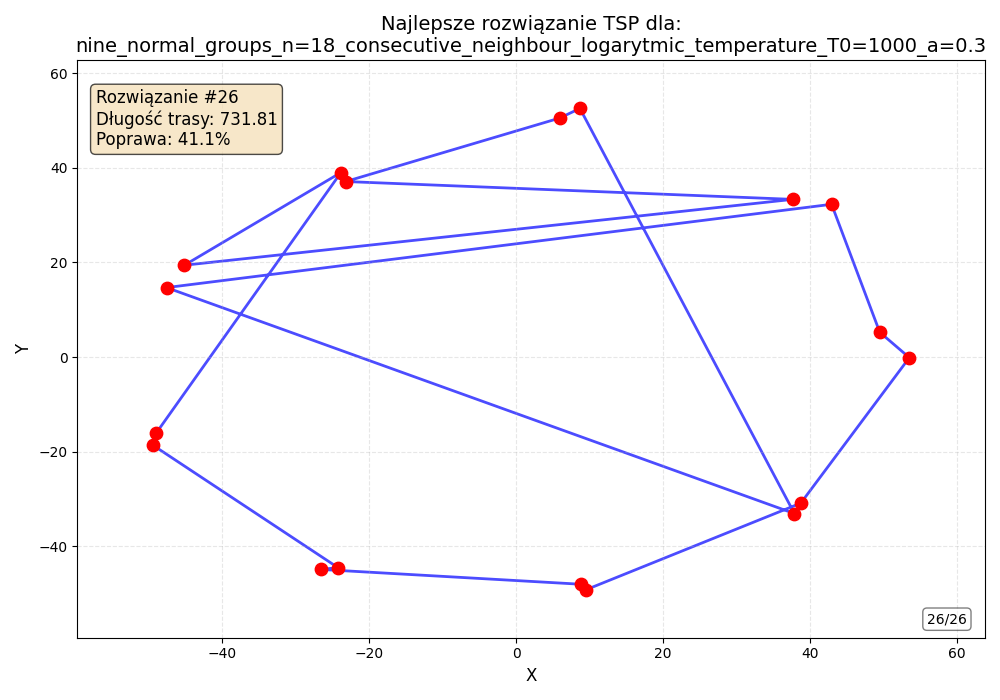 Najlepsze rozwiązanie TSP dla:
nine_normal_groups_n=18_consecutive_neighbour_logarytmic_temperature_T0=1000_a=0.3
Rozwiązanie #26
Długość trasy: 731.81
Poprawa: 41.1%
60
40
20
0
−20
−40
Y
26/26
−40
−20
0
20
40
60
X